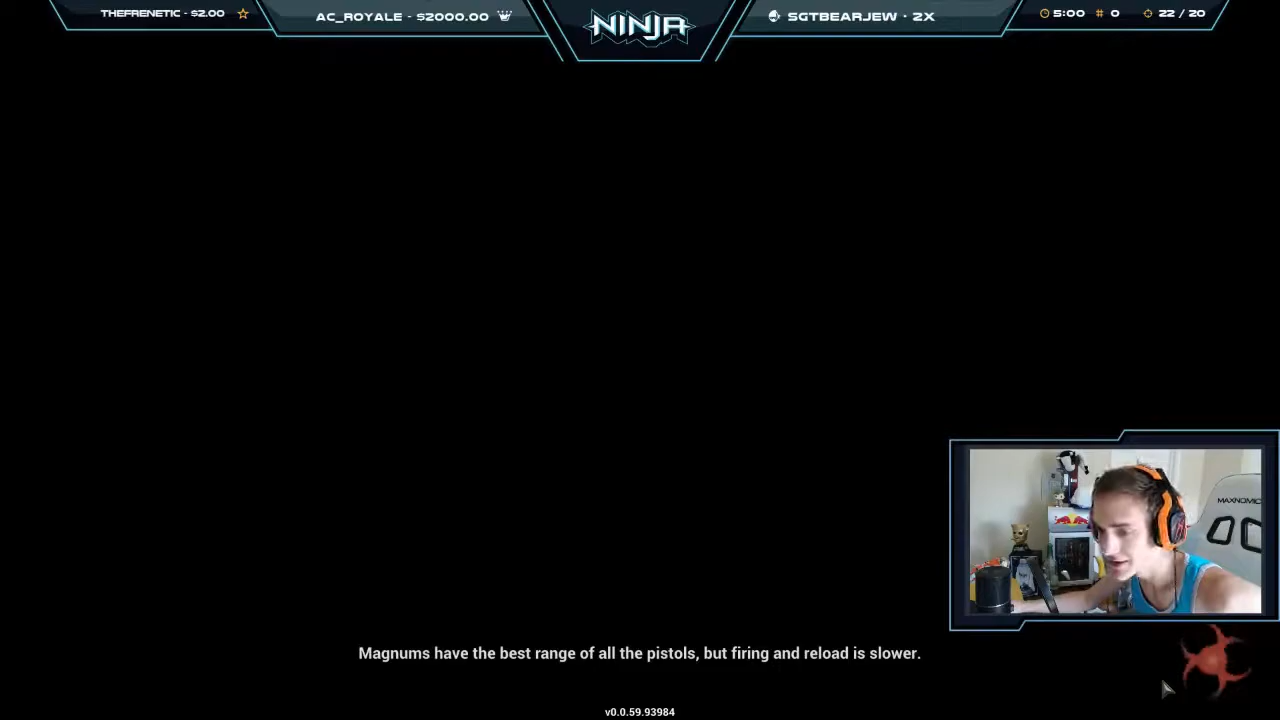 THEFRENETIC - $2.00
AC_ROYALE - $2000.00
NINJA
SGTBEARJEW · 2X
5:00 # 0 22 / 20
MAXNOMIC
Magnums have the best range of all the pistols, but firing and reload is slower.
v0.0.59.93984